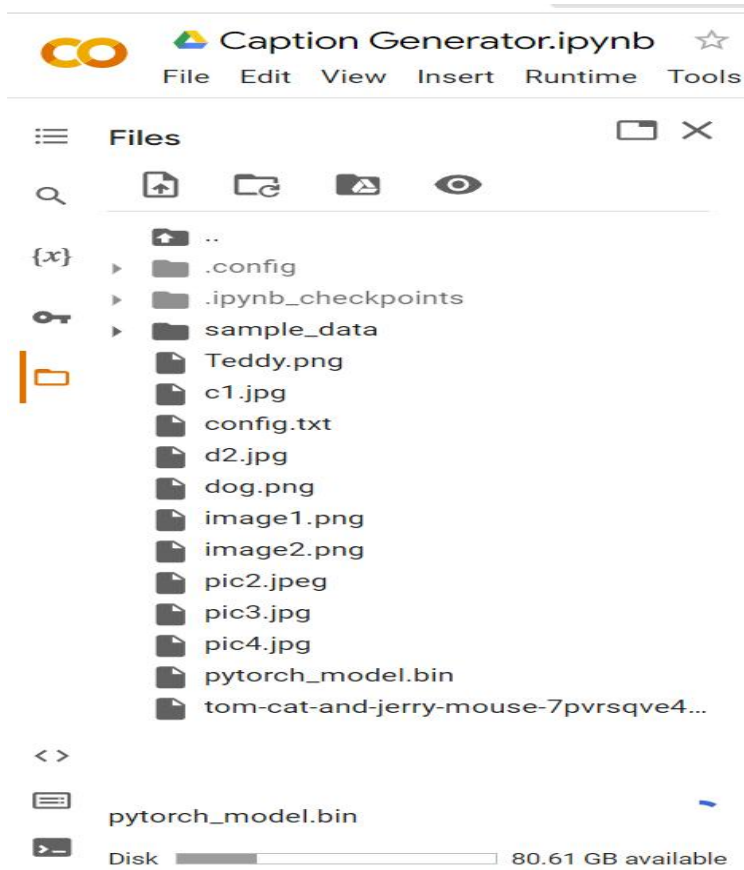 Caption Generator.ipynb
File Edit View Insert Runtime Tools
Files
..
{x}
.config
.ipynb_checkpoints
sample_data
Teddy.png
c1.jpg
config.txt
d2.jpg
dog.png
image1.png
image2.png
pic2.jpeg
pic3.jpg
pic4.jpg
pytorch_model.bin
tom-cat-and-jerry-mouse-7pvrsqve4...
pytorch_model.bin
Disk 80.61 GB available